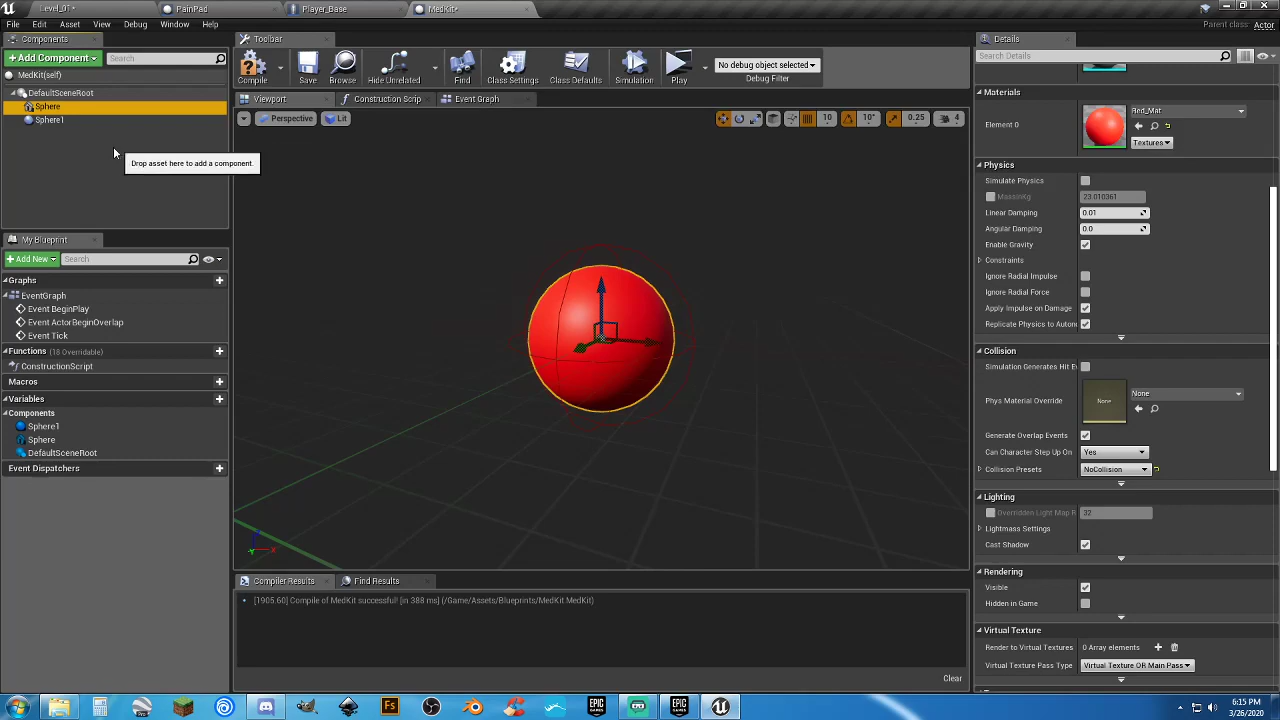 Level_01*
PainPad
Player_Base
MedKit*
File Edit Asset View Debug Window Help
Parent class: Actor
Components
+Add Component
Search
MedKit(self)
DefaultSceneRoot
Sphere
Sphere1
Drop asset here to add a component.
My Blueprint
+Add New
Search
Graphs
EventGraph
Event BeginPlay
Event ActorBeginOverlap
Event Tick
Functions (18 Overridable)
ConstructionScript
Macros
Variables
Components
Sphere1
Sphere
DefaultSceneRoot
Event Dispatchers
Toolbar
Compile
Save
Browse
Hide Unrelated
Find
Class Settings
Class Defaults
Simulation
Play
No debug object selected
Debug Filter
Viewport
Construction Scrip
Event Graph
Perspective
Lit
10
10°
0.25
4
Compiler Results
Find Results
[1905.60] Compile of MedKit successful! [in 388 ms] (/Game/Assets/Blueprints/MedKit.MedKit)
Clear
Details
Search Details
Materials
Element 0
Red_Mat
Textures
Physics
Simulate Physics
MassInKg
23.010361
Linear Damping
0.01
Angular Damping
0.0
Enable Gravity
Constraints
Ignore Radial Impulse
Ignore Radial Force
Apply Impulse on Damage
Replicate Physics to Auton
Collision
Simulation Generates Hit E
Phys Material Override
None
None
Generate Overlap Events
Can Character Step Up On
Yes
Collision Presets
NoCollision
Lighting
Overridden Light Map R
32
Lightmass Settings
Cast Shadow
Rendering
Visible
Hidden in Game
Virtual Texture
Render to Virtual Textures
0 Array elements
Virtual Texture Pass Type
Virtual Texture OR Main Pass
Pro
Fs
EPIC GAMES
EPIC GAMES
6:15 PM
3/26/2020